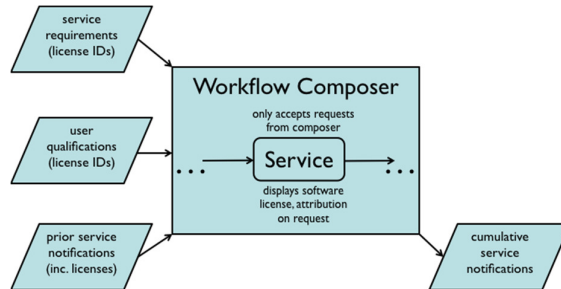 service
requirements
(license IDs)
Workflow Composer
only accepts requests
from composer
user
qualifications
(license IDs)
... Service ...
displays software
license, attribution
on request
prior service
notifications
(inc. licenses)
cumulative
service
notifications